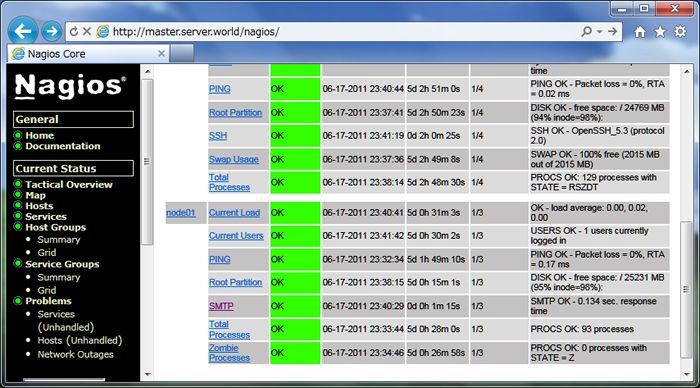 http://master.server.world/nagios/
Nagios Core
Nagios®
General
Home
Documentation
Current Status
Tactical Overview
Map
Hosts
Services
Host Groups
Summary
Grid
Service Groups
Summary
Grid
Problems
Services
(Unhandled)
Hosts (Unhandled)
Network Outages
time
PING OK 06-17-2011 23:40:44 5d 2h 51m 0s 1/4 PING OK - Packet loss = 0%, RTA
= 0.02 ms
Root Partition OK 06-17-2011 23:37:41 5d 2h 50m 23s 1/4 DISK OK - free space: / 24769 MB
(94% inode=98%):
SSH OK 06-17-2011 23:41:19 0d 0h 0m 25s 1/4 SSH OK - OpenSSH_5.3 (protocol
2.0)
Swap Usage OK 06-17-2011 23:37:36 5d 2h 49m 8s 1/4 SWAP OK - 100% free (2015 MB
out of 2015 MB)
Total
Processes OK 06-17-2011 23:38:14 5d 2h 48m 30s 1/4 PROCS OK: 129 processes with
STATE = RSZDT
node01 Current Load OK 06-17-2011 23:40:41 5d 0h 31m 3s 1/3 OK - load average: 0.00, 0.02,
0.00
Current Users OK 06-17-2011 23:41:42 5d 0h 30m 2s 1/3 USERS OK - 1 users currently
logged in
PING OK 06-17-2011 23:32:34 5d 1h 49m 10s 1/3 PING OK - Packet loss = 0%, RTA
= 0.17 ms
Root Partition OK 06-17-2011 23:38:15 5d 0h 15m 1s 1/3 DISK OK - free space: / 25231 MB
(95% inode=98%):
SMTP OK 06-17-2011 23:40:29 0d 0h 1m 15s 1/3 SMTP OK - 0.134 sec. response
time
Total
Processes OK 06-17-2011 23:33:44 5d 0h 28m 0s 1/3 PROCS OK: 93 processes
Zombie
Processes OK 06-17-2011 23:34:46 5d 0h 26m 58s 1/3 PROCS OK: 0 processes with
STATE = Z